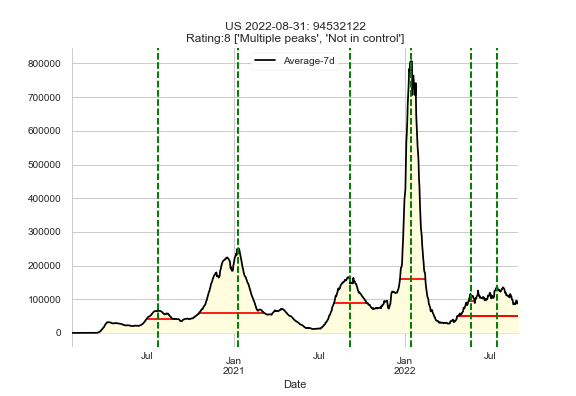 US 2022-08-31: 94532122
Rating:8 ['Multiple peaks', 'Not in control']
Average-7d
800000
700000
600000
500000
400000
300000
200000
100000
0
Jul
Jan
2021
Jul
Jan
2022
Jul
Date